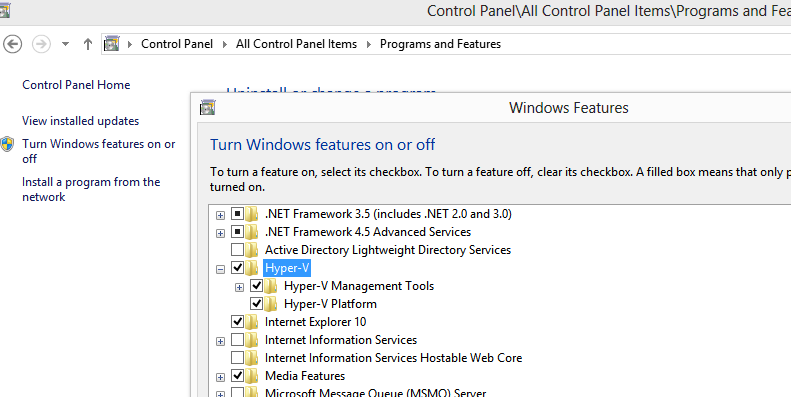 Control Panel\All Control Panel Items\Programs and Fea
Control Panel ▸ All Control Panel Items ▸ Programs and Features
Control Panel Home
Uninstall or change a program
View installed updates
Turn Windows features on or
off
Install a program from the
network
Windows Features
Turn Windows features on or off
To turn a feature on, select its checkbox. To turn a feature off, clear its checkbox. A filled box means that only p
turned on.
.NET Framework 3.5 (includes .NET 2.0 and 3.0)
.NET Framework 4.5 Advanced Services
Active Directory Lightweight Directory Services
Hyper-V
Hyper-V Management Tools
Hyper-V Platform
Internet Explorer 10
Internet Information Services
Internet Information Services Hostable Web Core
Media Features
Microsoft Message Queue (MSMQ) Server